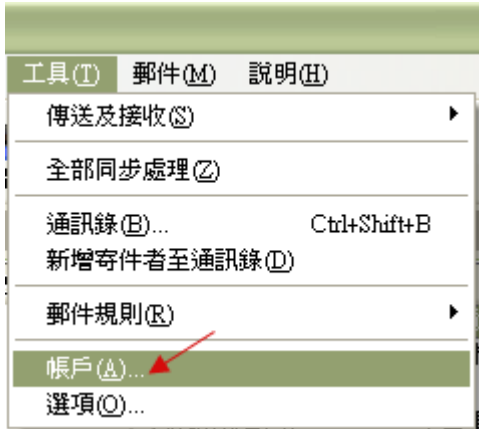 工具(T) 郵件(M) 說明(H)
傳送及接收(S)
全部同步處理(Z)
通訊錄(B)... Ctrl+Shift+B
新增寄件者至通訊錄(D)
郵件規則(R)
帳戶(A)...
選項(O)...